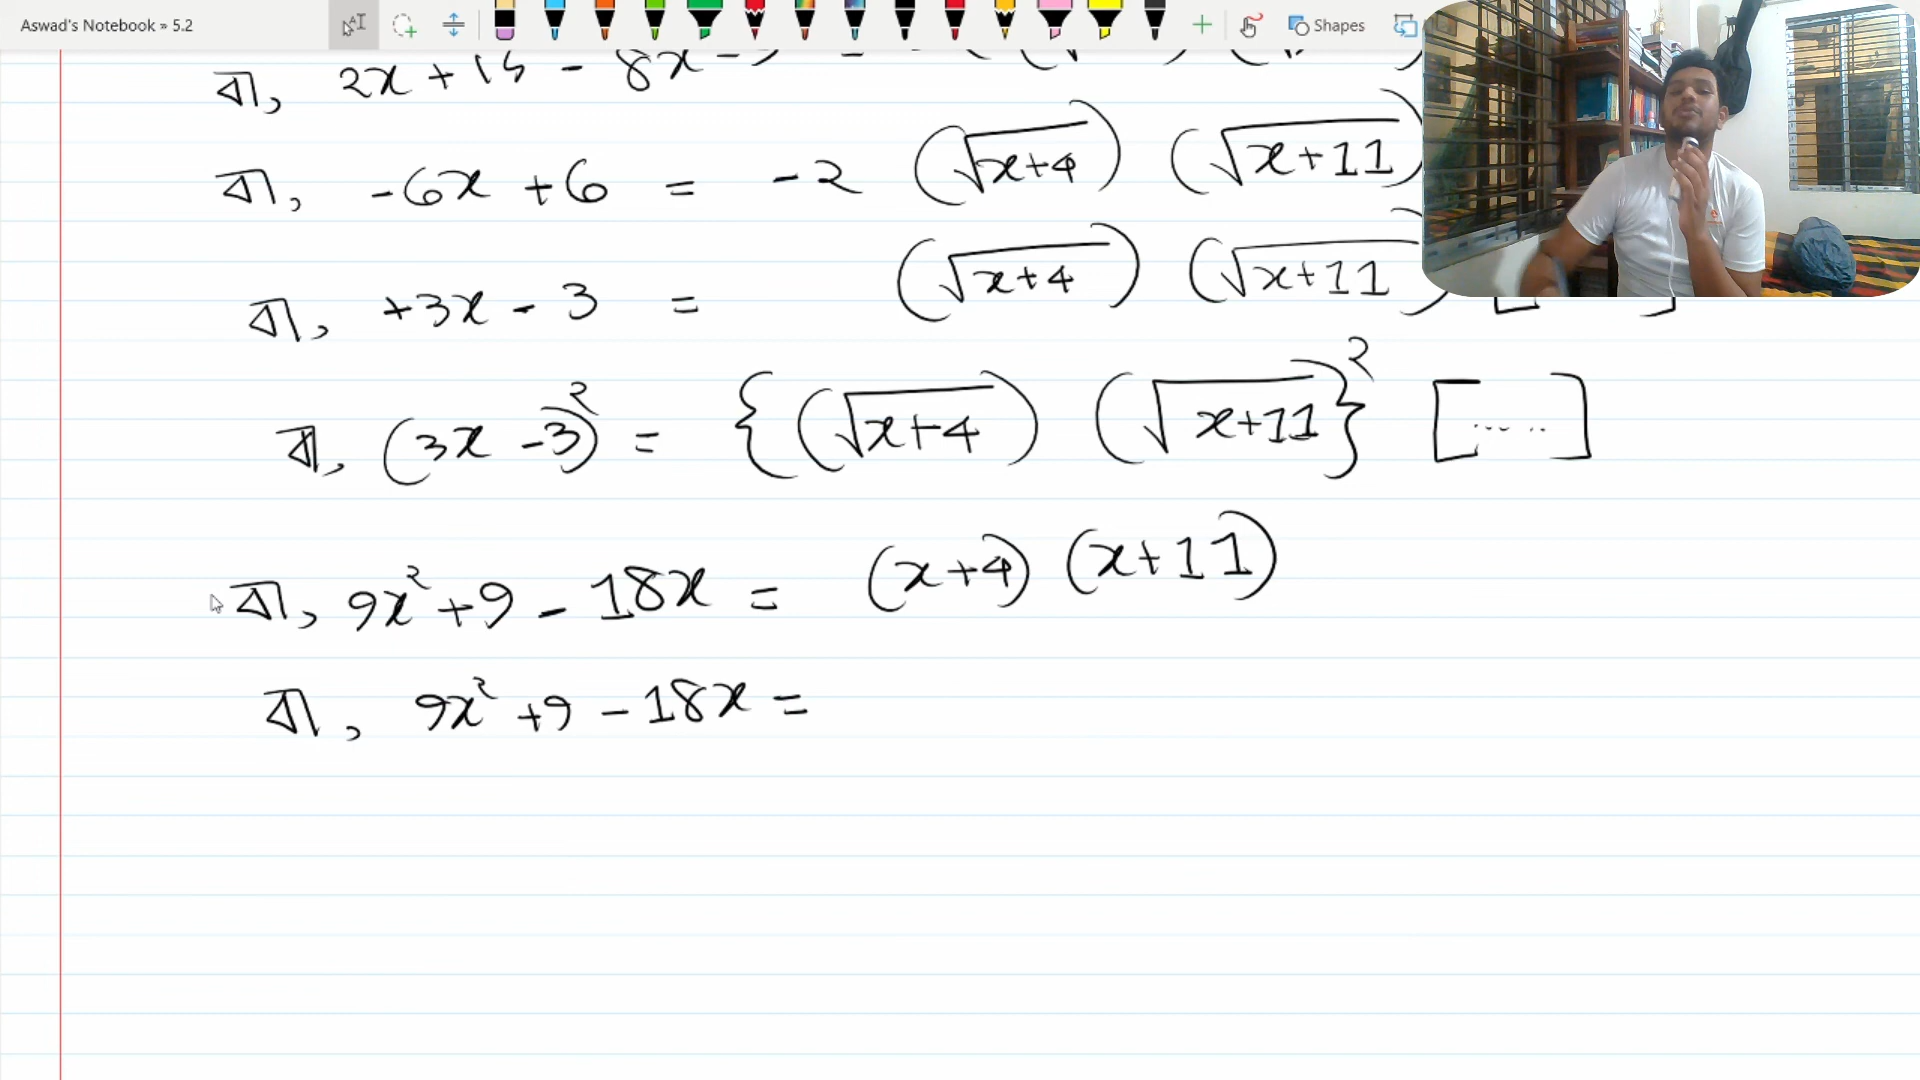 Aswad's Notebook » 5.2
Shapes
বা, 2x + 15 - 8x - 
বা, -6x + 6 = -2 (√x+4) (√x+11)
বা, +3x - 3 = (√x+4) (√x+11)
বা, (3x - 3)² = {(√x+4) (√x+11}² [.....]
বা, 9x² + 9 - 18x = (x+4) (x+11)
বা, 9x² + 9 - 18x =